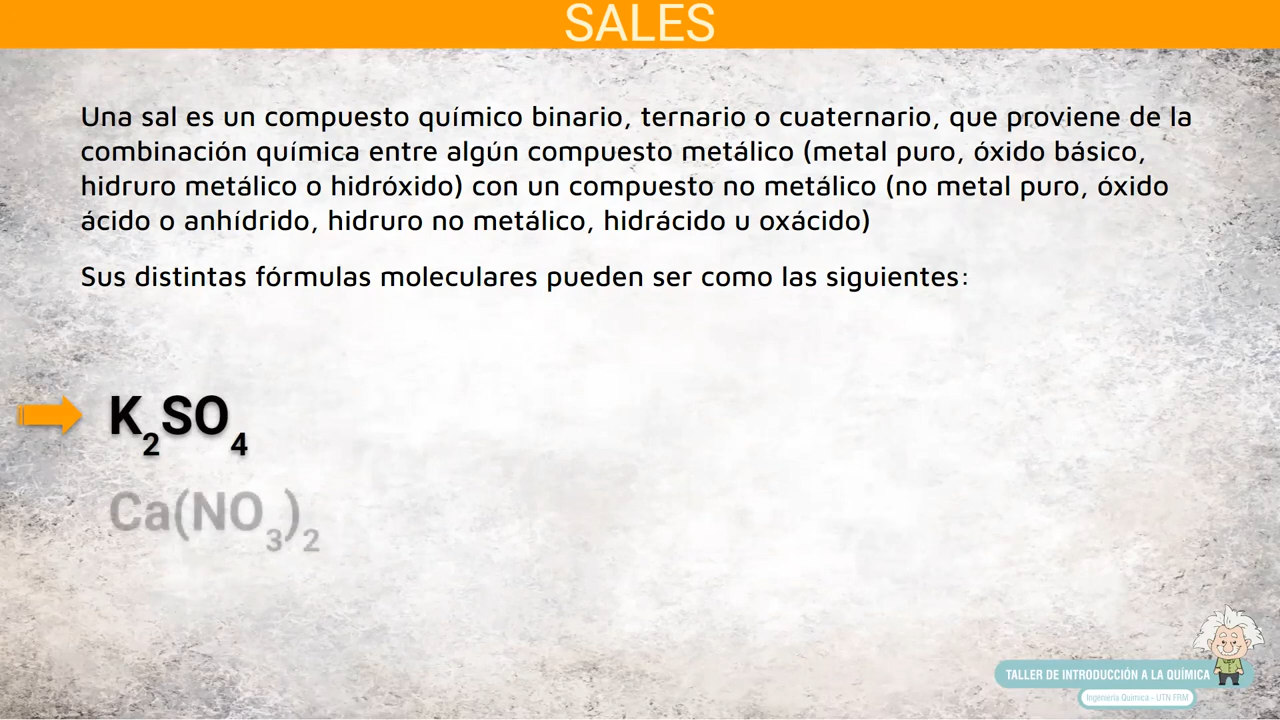 SALES
Una sal es un compuesto químico binario, ternario o cuaternario, que proviene de la
combinación química entre algún compuesto metálico (metal puro, óxido básico,
hidruro metálico o hidróxido) con un compuesto no metálico (no metal puro, óxido
ácido o anhídrido, hidruro no metálico, hidrácido u oxácido)
Sus distintas fórmulas moleculares pueden ser como las siguientes:
K₂SO₄
Ca(NO₃)₂
TALLER DE INTRODUCCIÓN A LA QUÍMICA
Ingeniería Química - UTN FRM